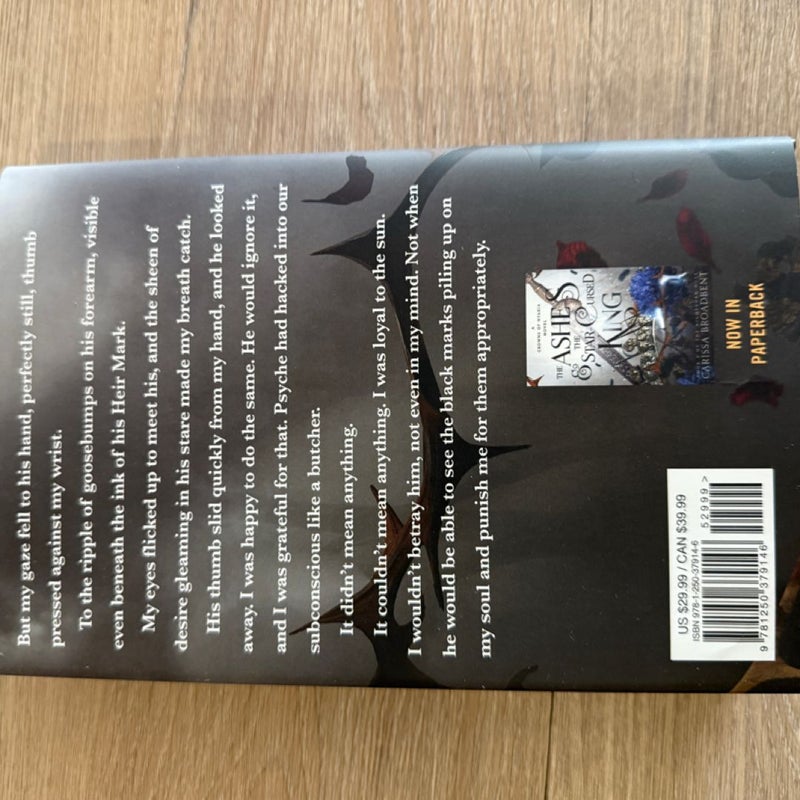 But my gaze fell to his hand, perfectly still, thumb
pressed against my wrist.
To the ripple of goosebumps on his forearm, visible
even beneath the ink of his Heir Mark.
My eyes flicked up to meet his, and the sheen of
desire gleaming in his stare made my breath catch.
His thumb slid quickly from my hand, and he looked
away. I was happy to do the same. He would ignore it,
and I was grateful for that. Psyche had hacked into our
subconscious like a butcher.
It didn't mean anything.
It couldn't mean anything. I was loyal to the sun.
I wouldn't betray him, not even in my mind. Not when
he would be able to see the black marks piling up on
my soul and punish me for them appropriately.
A
CROWNS OF NYAXIA
NOVEL
THE ASHES
& THE
STAR-CURSED
KING
CARISSA BROADBENT
NOW IN
PAPERBACK
US $29.99 / CAN $39.99
ISBN 978-1-250-37914-6
52999 >
9 781250 379146